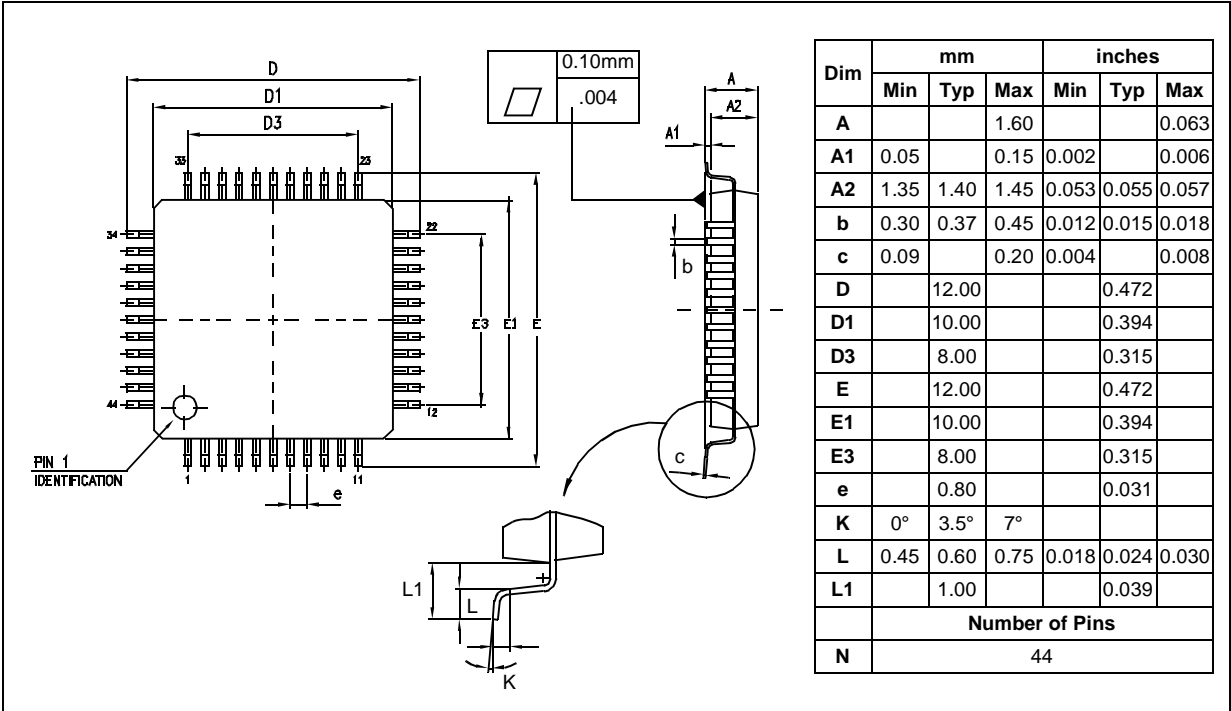 D
D1
D3
33
23
34
22
44
12
1
11
E3
E1
E
PIN 1
IDENTIFICATION
e
0.10mm
.004
A
A2
A1
b
c
L1
L
K
Dim mm inches
Min Typ Max Min Typ Max
A 1.60 0.063
A1 0.05 0.15 0.002 0.006
A2 1.35 1.40 1.45 0.053 0.055 0.057
b 0.30 0.37 0.45 0.012 0.015 0.018
c 0.09 0.20 0.004 0.008
D 12.00 0.472
D1 10.00 0.394
D3 8.00 0.315
E 12.00 0.472
E1 10.00 0.394
E3 8.00 0.315
e 0.80 0.031
K 0° 3.5° 7°
L 0.45 0.60 0.75 0.018 0.024 0.030
L1 1.00 0.039
Number of Pins
N 44